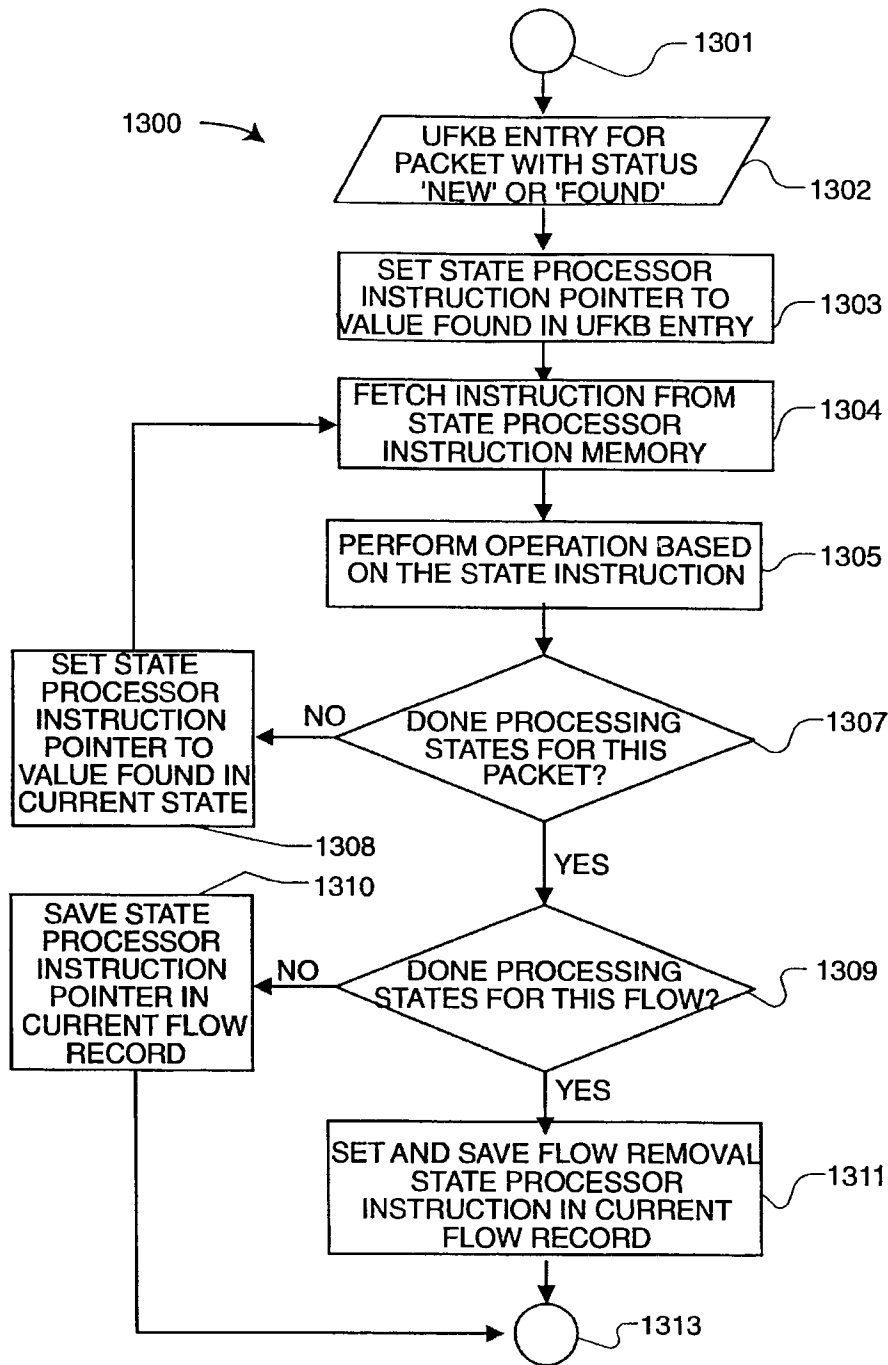 1301
1300
UFKB ENTRY FOR
PACKET WITH STATUS
'NEW' OR 'FOUND'
1302
SET STATE PROCESSOR
INSTRUCTION POINTER TO
VALUE FOUND IN UFKB ENTRY
1303
FETCH INSTRUCTION FROM
STATE PROCESSOR
INSTRUCTION MEMORY
1304
PERFORM OPERATION BASED
ON THE STATE INSTRUCTION
1305
SET STATE
PROCESSOR
INSTRUCTION
POINTER TO
VALUE FOUND IN
CURRENT STATE
NO
DONE PROCESSING
STATES FOR THIS
PACKET?
1307
1308
YES
1310
SAVE STATE
PROCESSOR
INSTRUCTION
POINTER IN
CURRENT FLOW
RECORD
NO
DONE PROCESSING
STATES FOR THIS FLOW?
1309
YES
SET AND SAVE FLOW REMOVAL
STATE PROCESSOR
INSTRUCTION IN CURRENT
FLOW RECORD
1311
1313